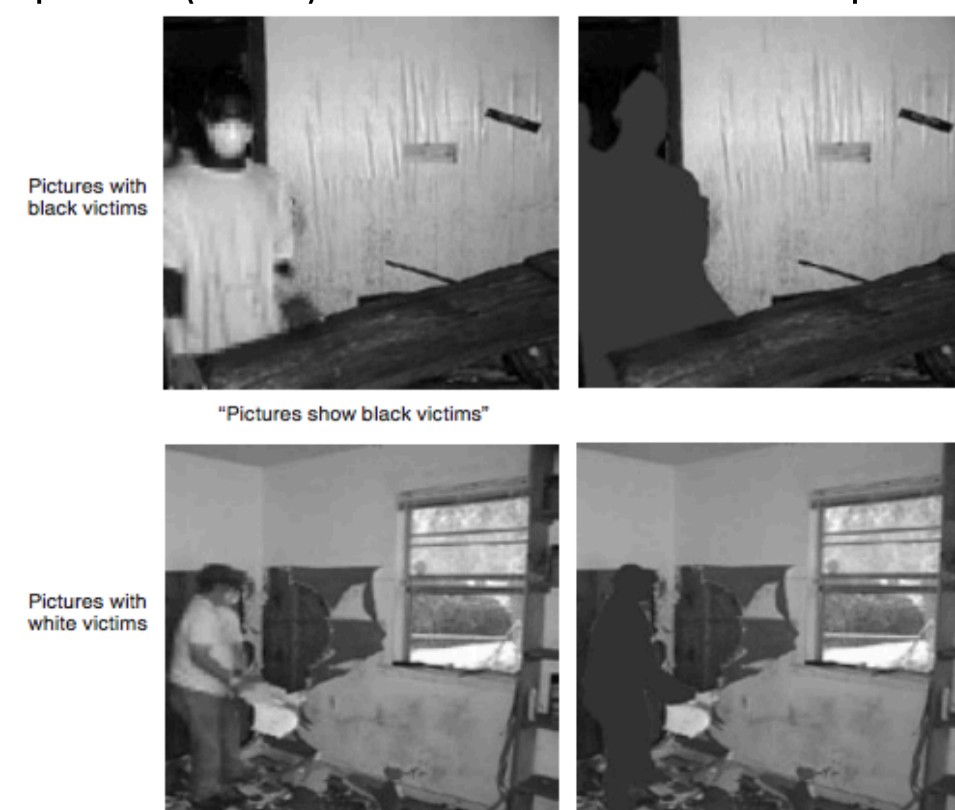 Pictures with
black victims
“Pictures show black victims”
Pictures with
white victims